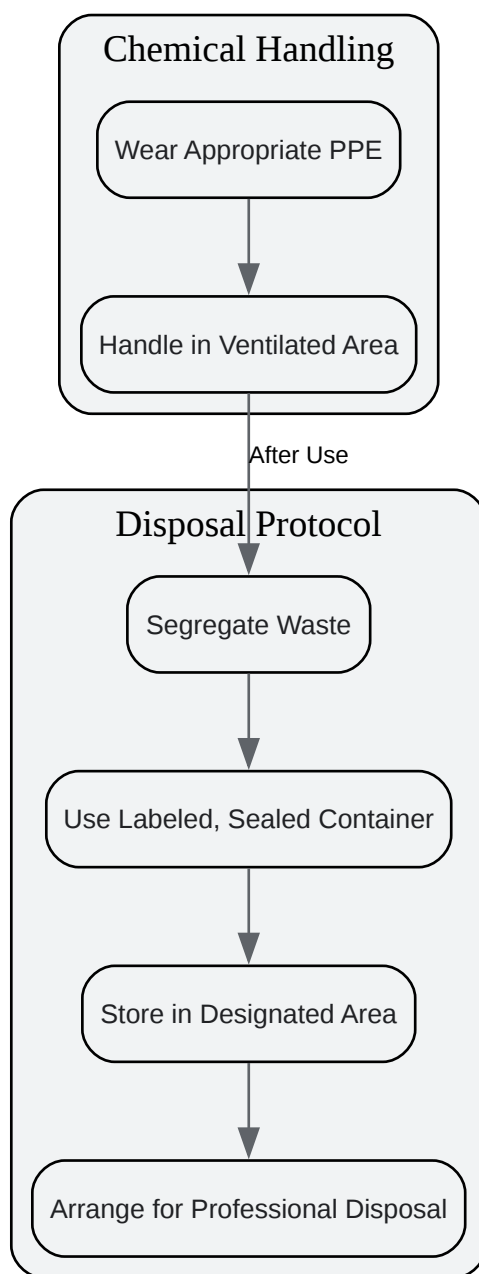 Chemical Handling
Wear Appropriate PPE
Handle in Ventilated Area
After Use
Disposal Protocol
Segregate Waste
Use Labeled, Sealed Container
Store in Designated Area
Arrange for Professional Disposal